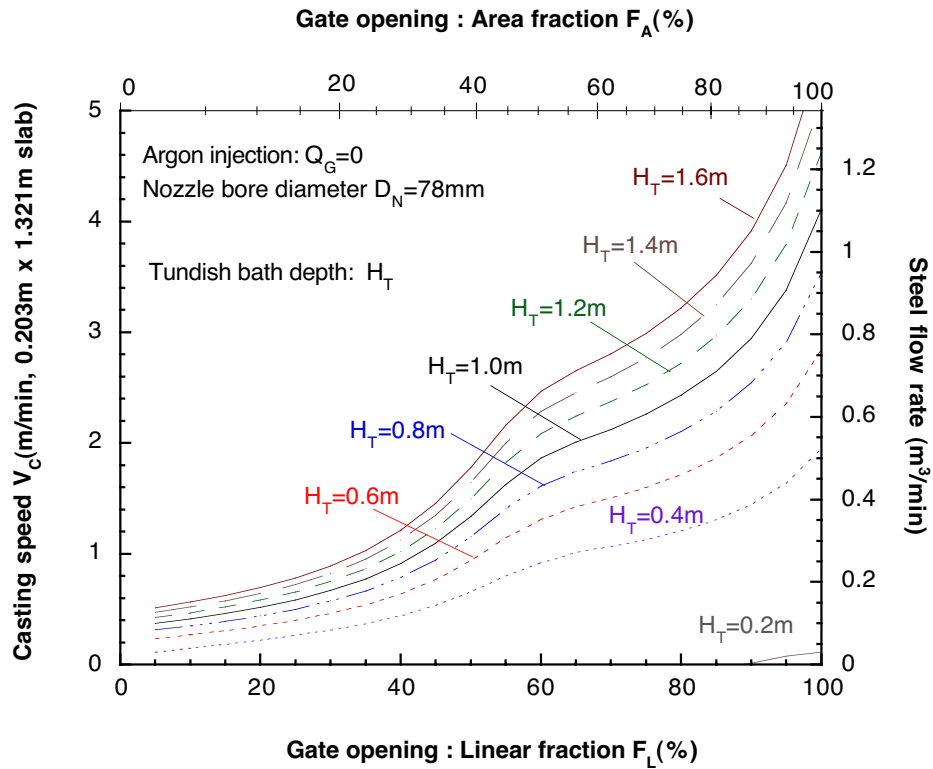 Gate opening : Area fraction F_A(%)
0 20 30 40 50 60 70 80 100 100
Casting speed V_C(m/min, 0.203m x 1.321m slab)
5
4
3
2
1
0
Argon injection: Q_G=0
Nozzle bore diameter D_N=78mm
Tundish bath depth: H_T
H_T=1.6m
H_T=1.4m
H_T=1.2m
H_T=1.0m
H_T=0.8m
H_T=0.6m
H_T=0.4m
H_T=0.2m
1.2
1
0.8
0.6
0.4
0.2
0
Steel flow rate (m³/min)
0 20 40 60 80 100
Gate opening : Linear fraction F_L(%)